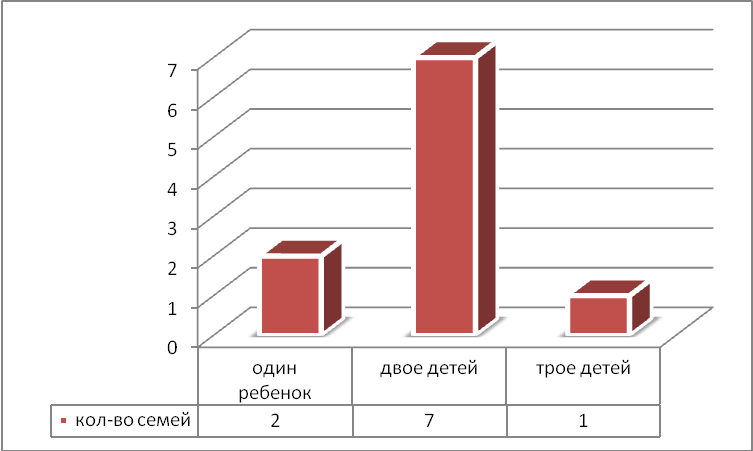 7
6
5
4
3
2
1
0
один
ребенок
двое детей
трое детей
кол-во семей 2 7 1